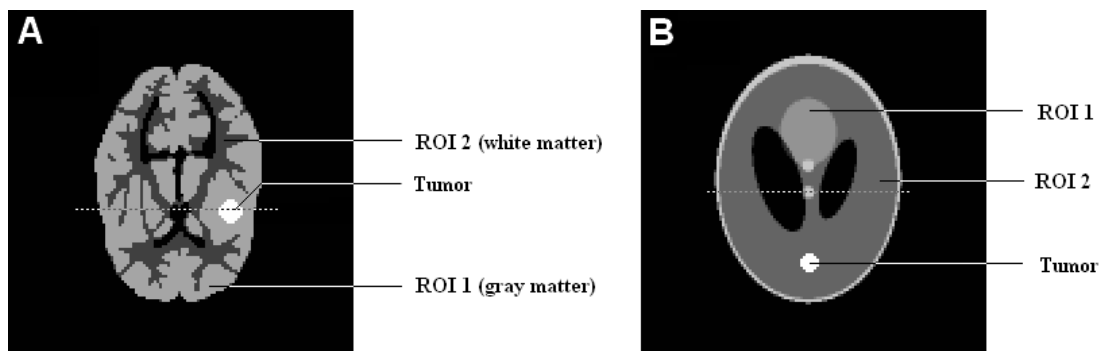 A
ROI 2 (white matter)
Tumor
ROI 1 (gray matter)
B
ROI 1
ROI 2
Tumor